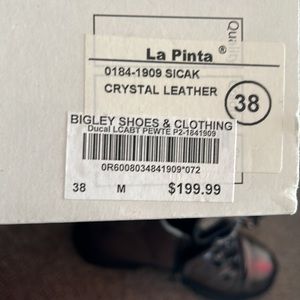 La Pinta ®
0184-1909 SICAK
CRYSTAL LEATHER
38
BIGLEY SHOES & CLOTHING
Ducal LCABT PEWTE P2-1841909
0R6008034841909*072
38 M $199.99